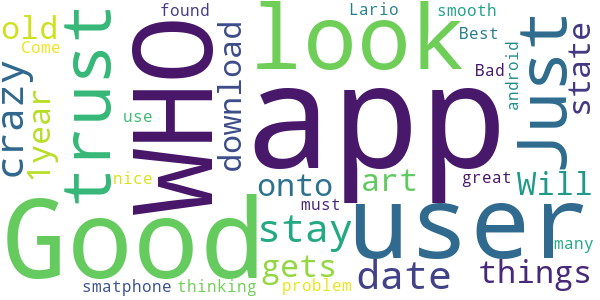 found
Lario
smooth
old
Come
trust
WHO
look
Best
Just
state
Bad
android
crazy
1year
download
app
use
nice
onto
art
great
Will
must
Good
stay
user
many
gets
date
things
smatphone
thinking
problem